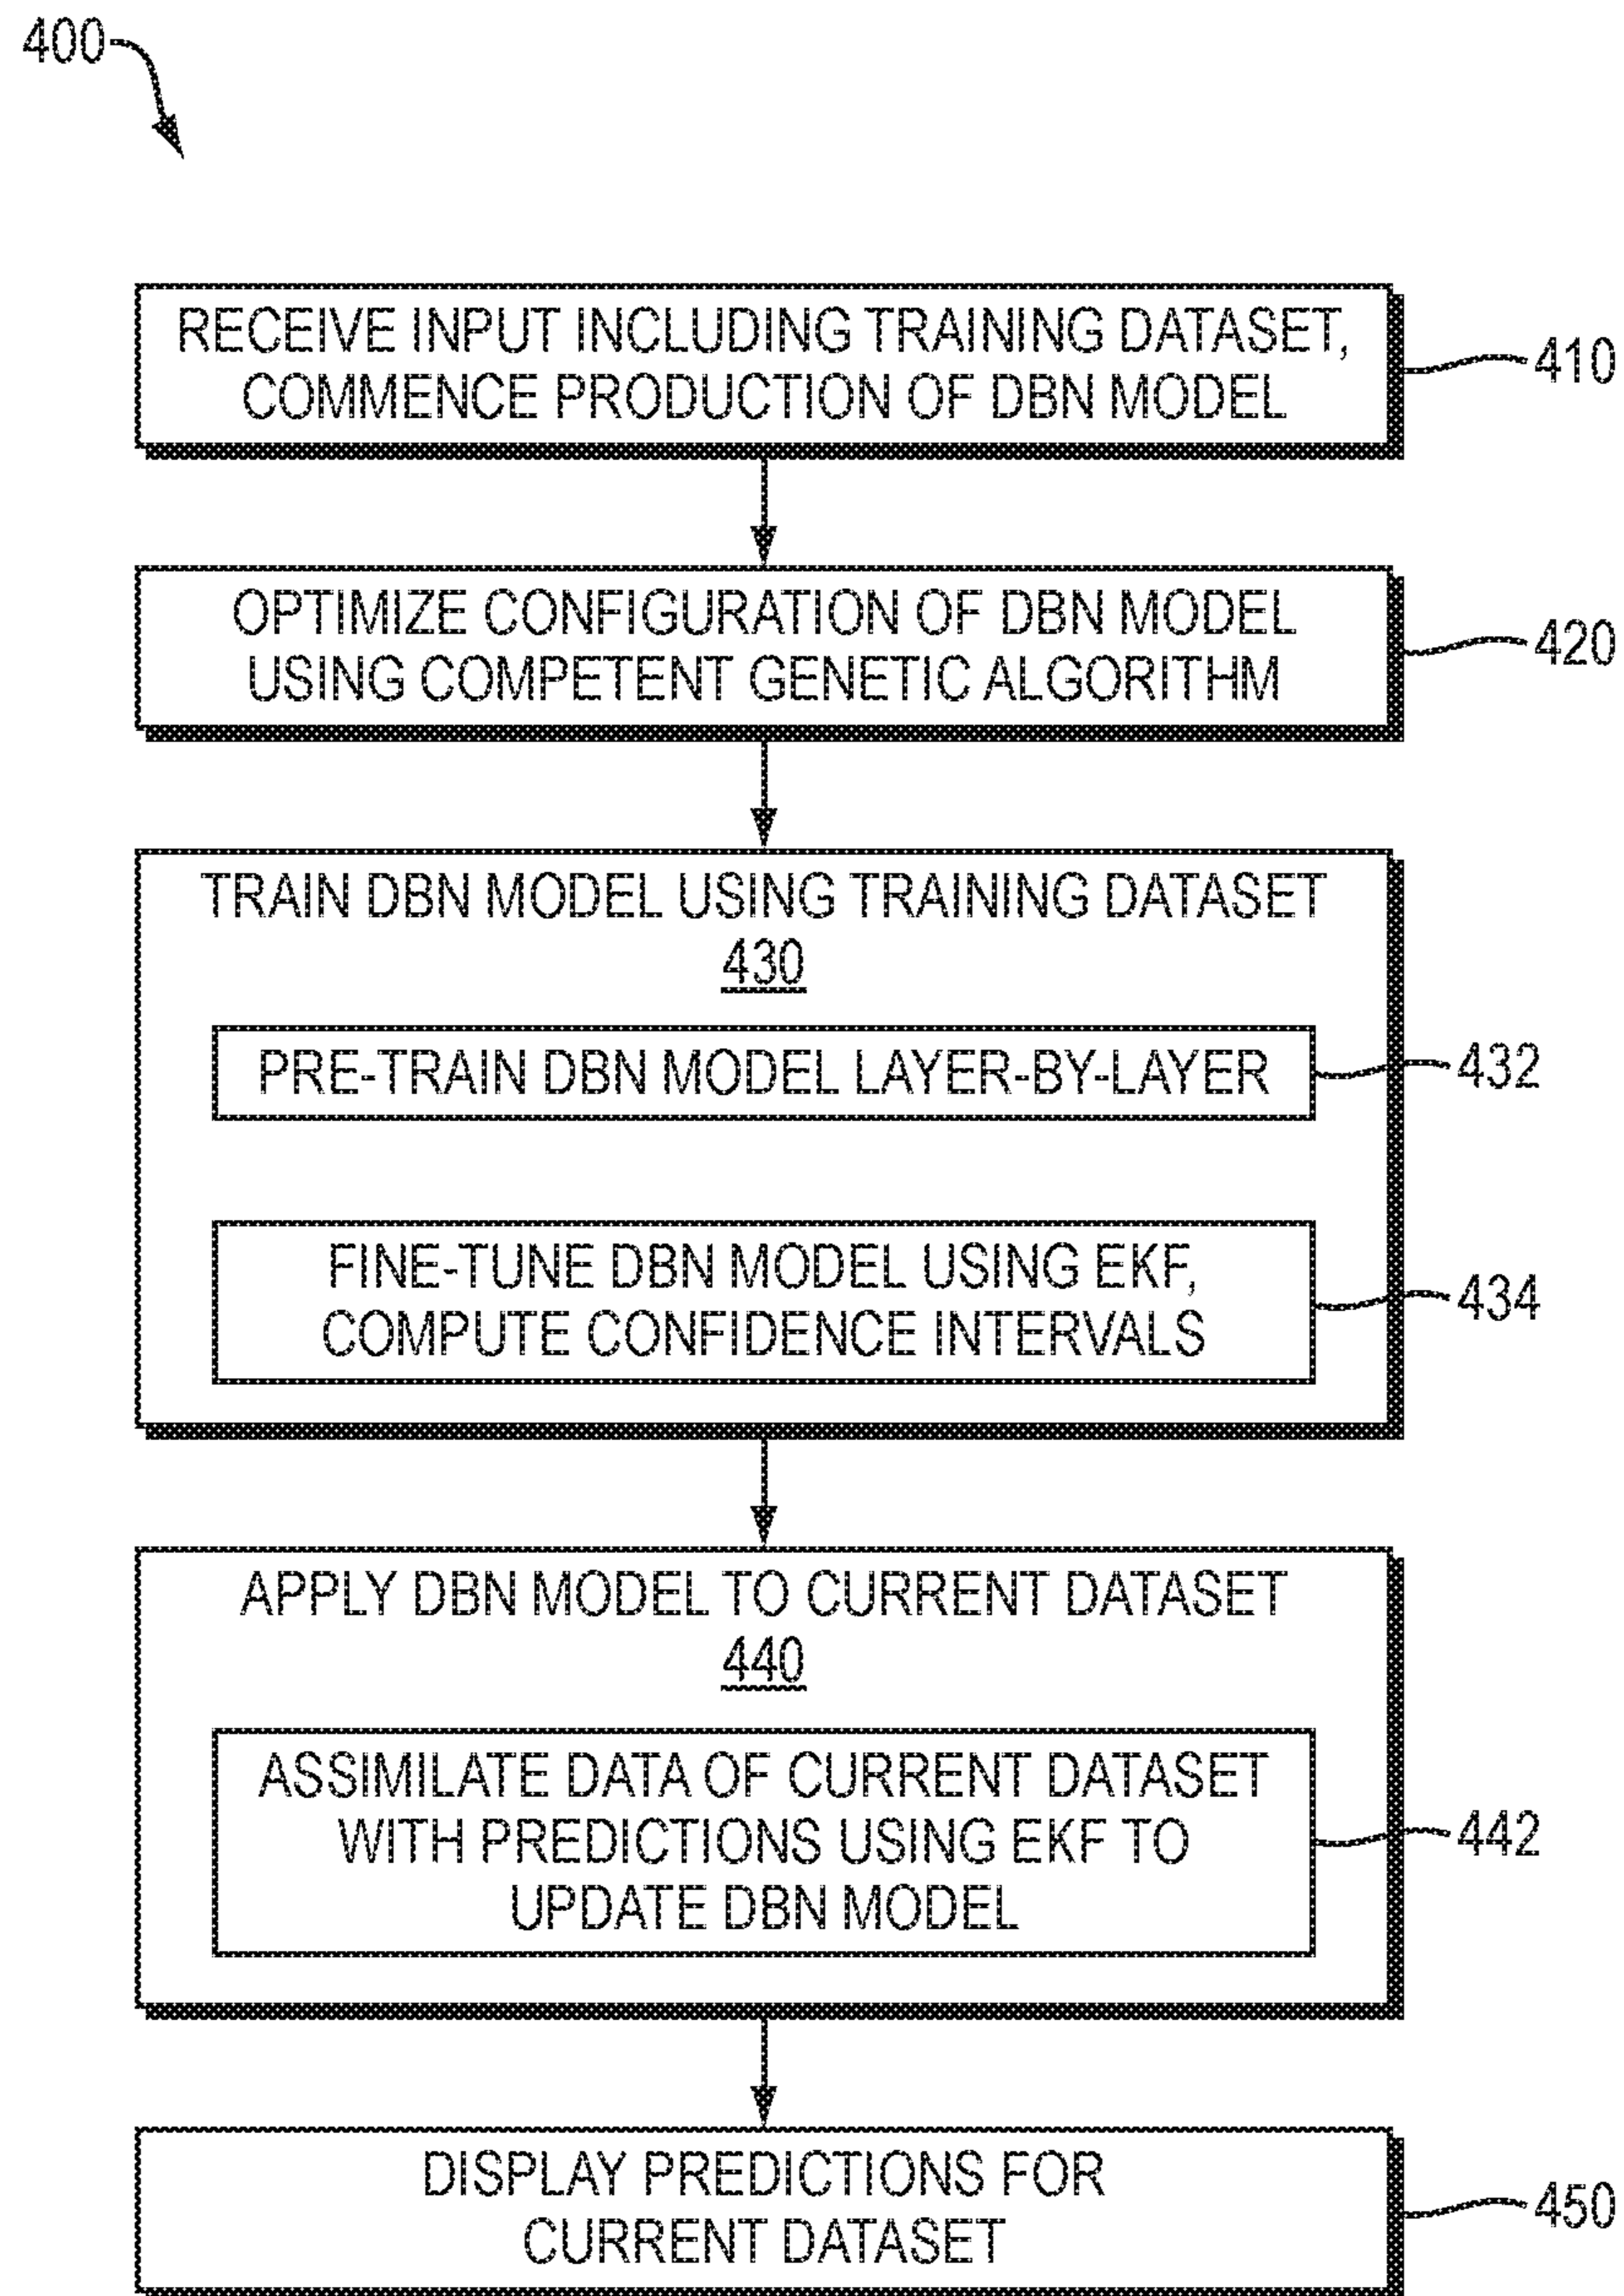 400
RECEIVE INPUT INCLUDING TRAINING DATASET,
COMMENCE PRODUCTION OF DBN MODEL
410
OPTIMIZE CONFIGURATION OF DBN MODEL
USING COMPETENT GENETIC ALGORITHM
420
TRAIN DBN MODEL USING TRAINING DATASET
430
PRE-TRAIN DBN MODEL LAYER-BY-LAYER
432
FINE-TUNE DBN MODEL USING EKF,
COMPUTE CONFIDENCE INTERVALS
434
APPLY DBN MODEL TO CURRENT DATASET
440
ASSIMILATE DATA OF CURRENT DATASET
WITH PREDICTIONS USING EKF TO
UPDATE DBN MODEL
442
DISPLAY PREDICTIONS FOR
CURRENT DATASET
450